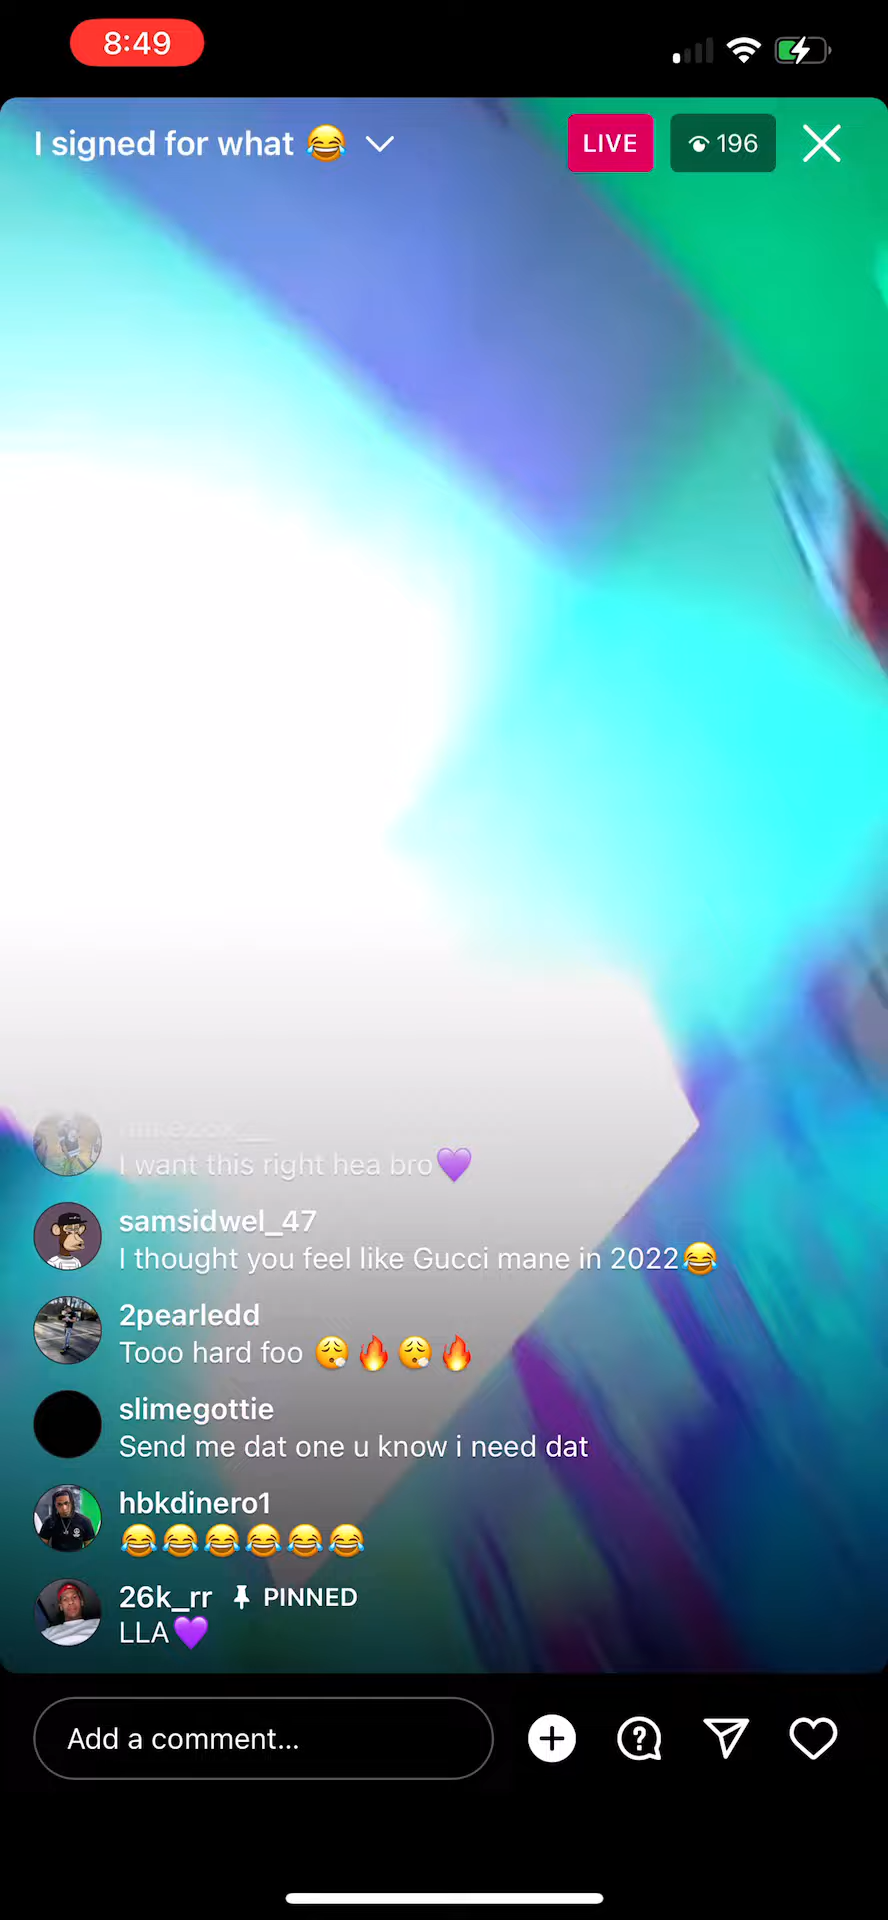 8:49
I signed for what 😂
LIVE
196
I want this right hea bro💜
samsidwel_47
I thought you feel like Gucci mane in 2022😂
2pearledd
Tooo hard foo 😮‍💨🔥😮‍💨🔥
slimegottie
Send me dat one u know i need dat
hbkdinero1
😂😂😂😂😂😂
26k_rr PINNED
LLA💜
Add a comment...